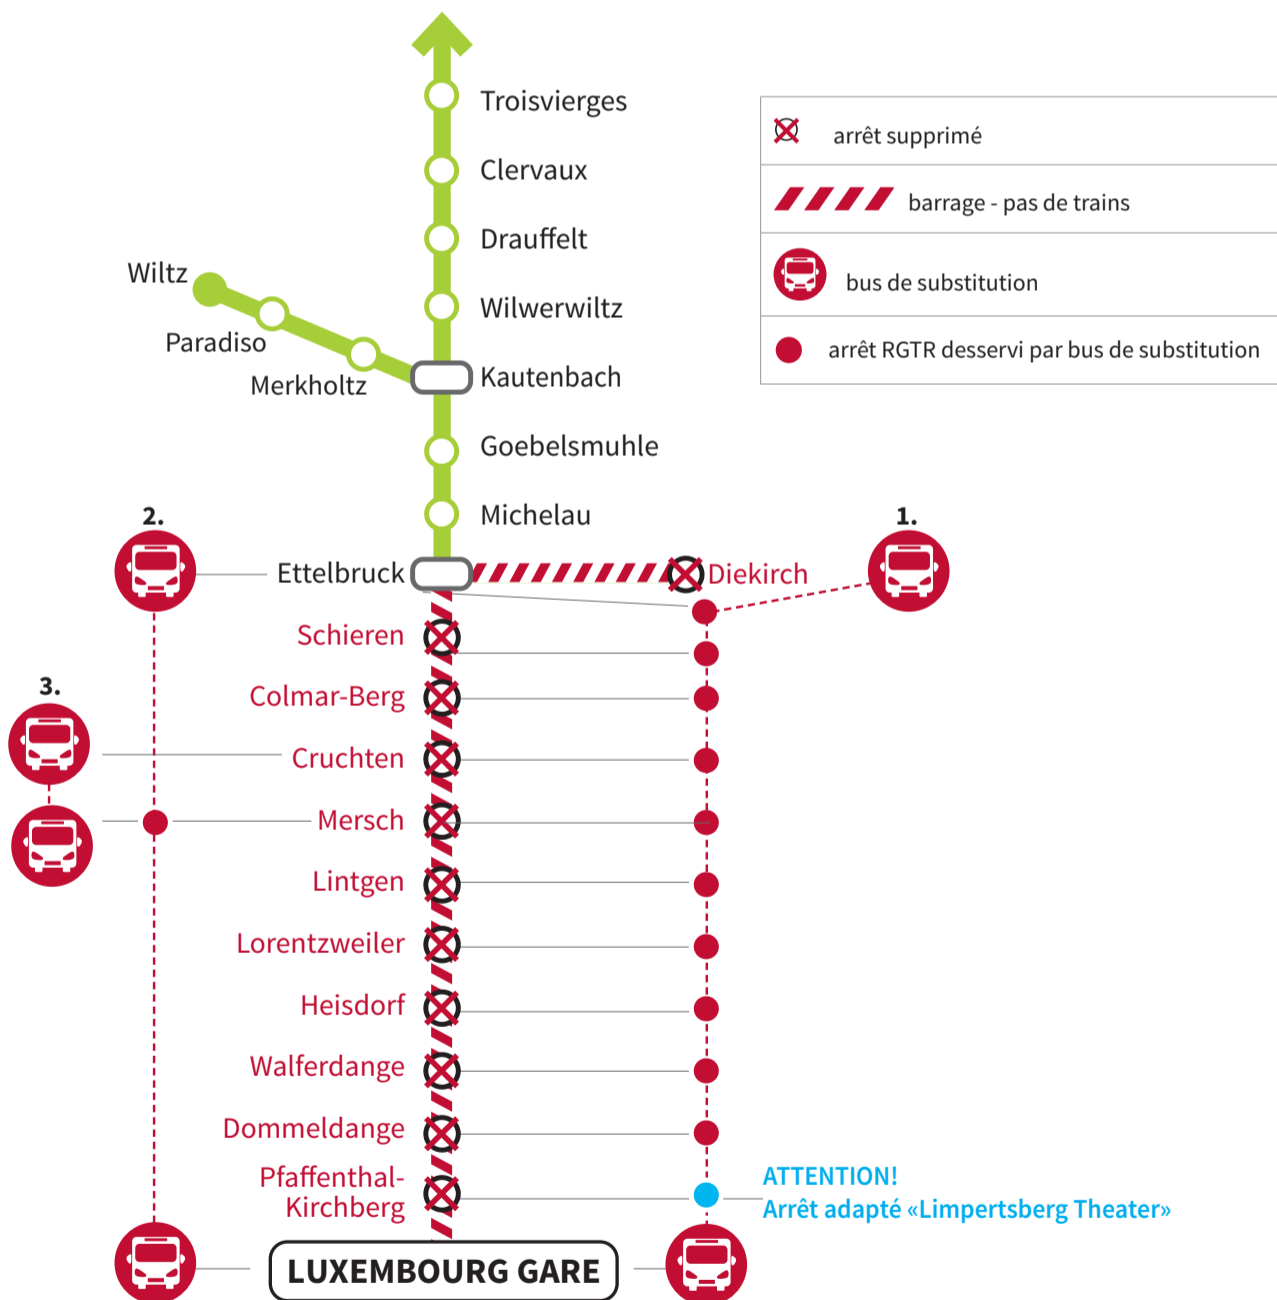 Troisvierges
Clervaux
Drauffelt
Wilwerwiltz
Kautenbach
Goebelsmuhle
Michelau
Wiltz
Paradiso
Merkholtz
arrêt supprimé
barrage - pas de trains
bus de substitution
arrêt RGTR desservi par bus de substitution
2.
1.
Ettelbruck
Diekirch
Schieren
3.
Colmar-Berg
Cruchten
Mersch
Lintgen
Lorentzweiler
Heisdorf
Walferdange
Dommeldange
Pfaffenthal-
Kirchberg
ATTENTION!
Arrêt adapté «Limpertsberg Theater»
LUXEMBOURG GARE